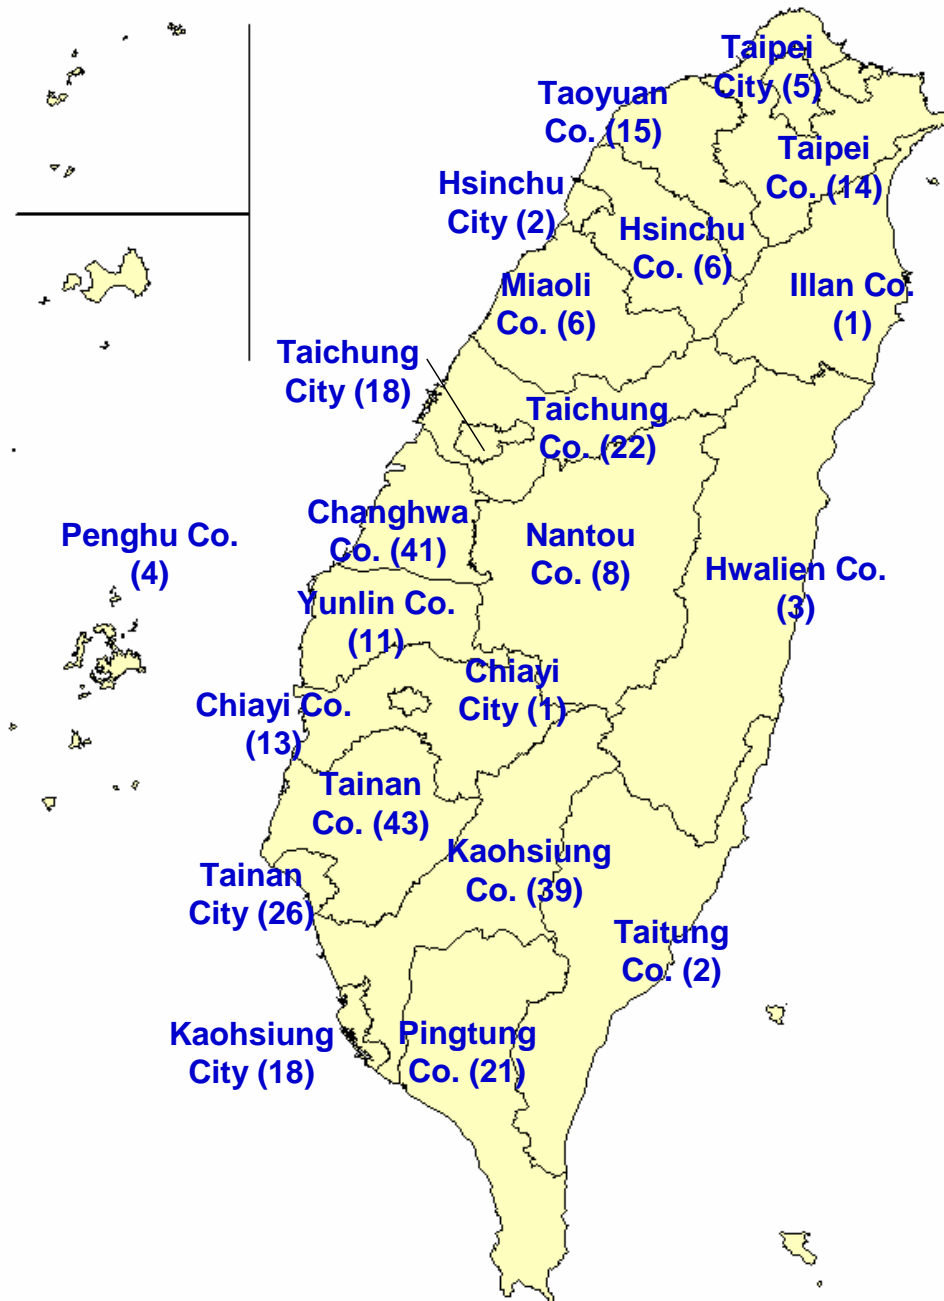 Taipei
City (5)
Taoyuan
Co. (15)
Taipei
Co. (14)
Hsinchu
City (2)
Hsinchu
Co. (6)
Miaoli
Co. (6)
Illan Co.
(1)
Taichung
City (18)
Taichung
Co. (22)
Changhwa
Co. (41)
Penghu Co.
(4)
Nantou
Co. (8)
Hwalien Co.
(3)
Yunlin Co.
(11)
Chiayi
City (1)
Chiayi Co.
(13)
Tainan
Co. (43)
Kaohsiung
Co. (39)
Tainan
City (26)
Taitung
Co. (2)
Kaohsiung
City (18)
Pingtung
Co. (21)